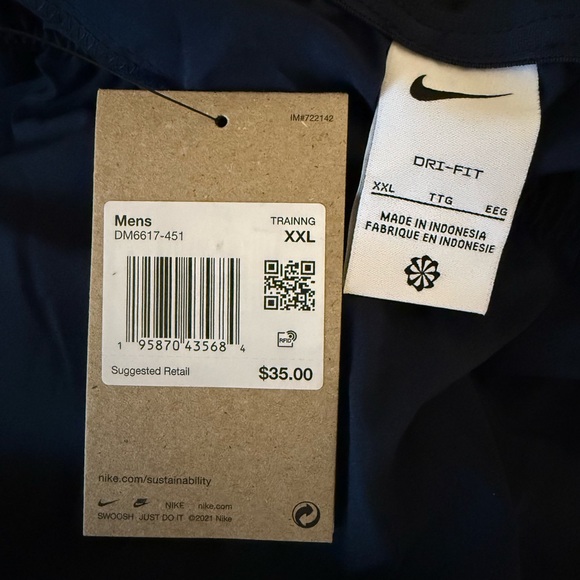 IM#722142
Mens TRAINNG
DM6617-451 XXL
RFID
1 95870 43568 4
Suggested Retail $35.00
nike.com/sustainability
NIKE nike.com
SWOOSH JUST DO IT ©2021 Nike
DRI-FIT
XXL TTG EEG
MADE IN INDONESIA
FABRIQUE EN INDONESIE